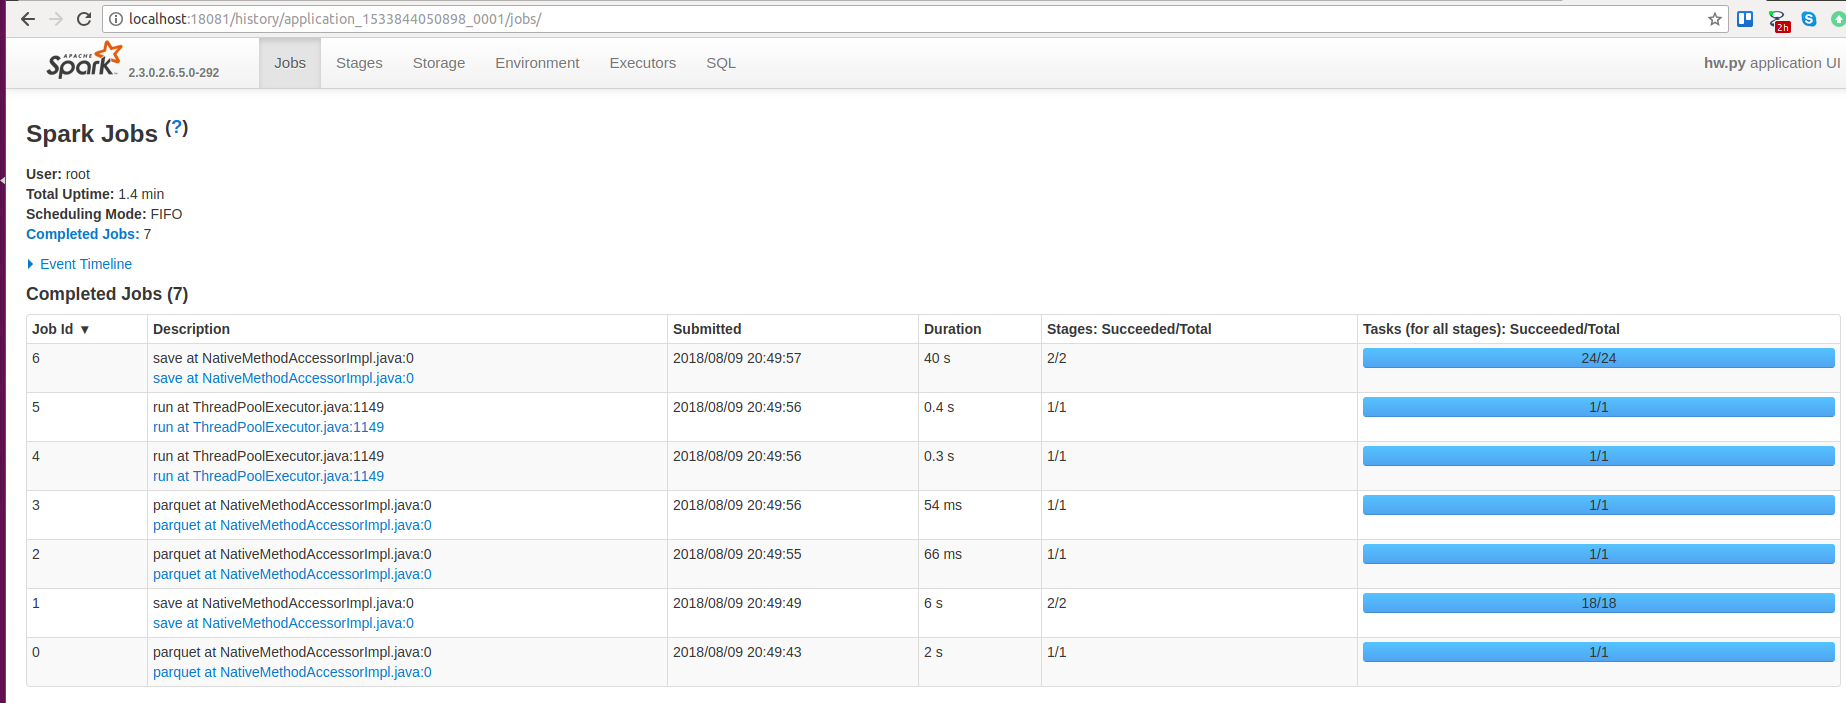 localhost:18081/history/application_1533844050898_0001/jobs/
2h
APACHE Spark 2.3.0.2.6.5.0-292 Jobs Stages Storage Environment Executors SQL hw.py application UI
Spark Jobs (?)
User: root
Total Uptime: 1.4 min
Scheduling Mode: FIFO
Completed Jobs: 7
Event Timeline
Completed Jobs (7)
Job Id ▼ Description Submitted Duration Stages: Succeeded/Total Tasks (for all stages): Succeeded/Total
6 save at NativeMethodAccessorImpl.java:0 2018/08/09 20:49:57 40 s 2/2 24/24
save at NativeMethodAccessorImpl.java:0
5 run at ThreadPoolExecutor.java:1149 2018/08/09 20:49:56 0.4 s 1/1 1/1
run at ThreadPoolExecutor.java:1149
4 run at ThreadPoolExecutor.java:1149 2018/08/09 20:49:56 0.3 s 1/1 1/1
run at ThreadPoolExecutor.java:1149
3 parquet at NativeMethodAccessorImpl.java:0 2018/08/09 20:49:56 54 ms 1/1 1/1
parquet at NativeMethodAccessorImpl.java:0
2 parquet at NativeMethodAccessorImpl.java:0 2018/08/09 20:49:55 66 ms 1/1 1/1
parquet at NativeMethodAccessorImpl.java:0
1 save at NativeMethodAccessorImpl.java:0 2018/08/09 20:49:49 6 s 2/2 18/18
save at NativeMethodAccessorImpl.java:0
0 parquet at NativeMethodAccessorImpl.java:0 2018/08/09 20:49:43 2 s 1/1 1/1
parquet at NativeMethodAccessorImpl.java:0